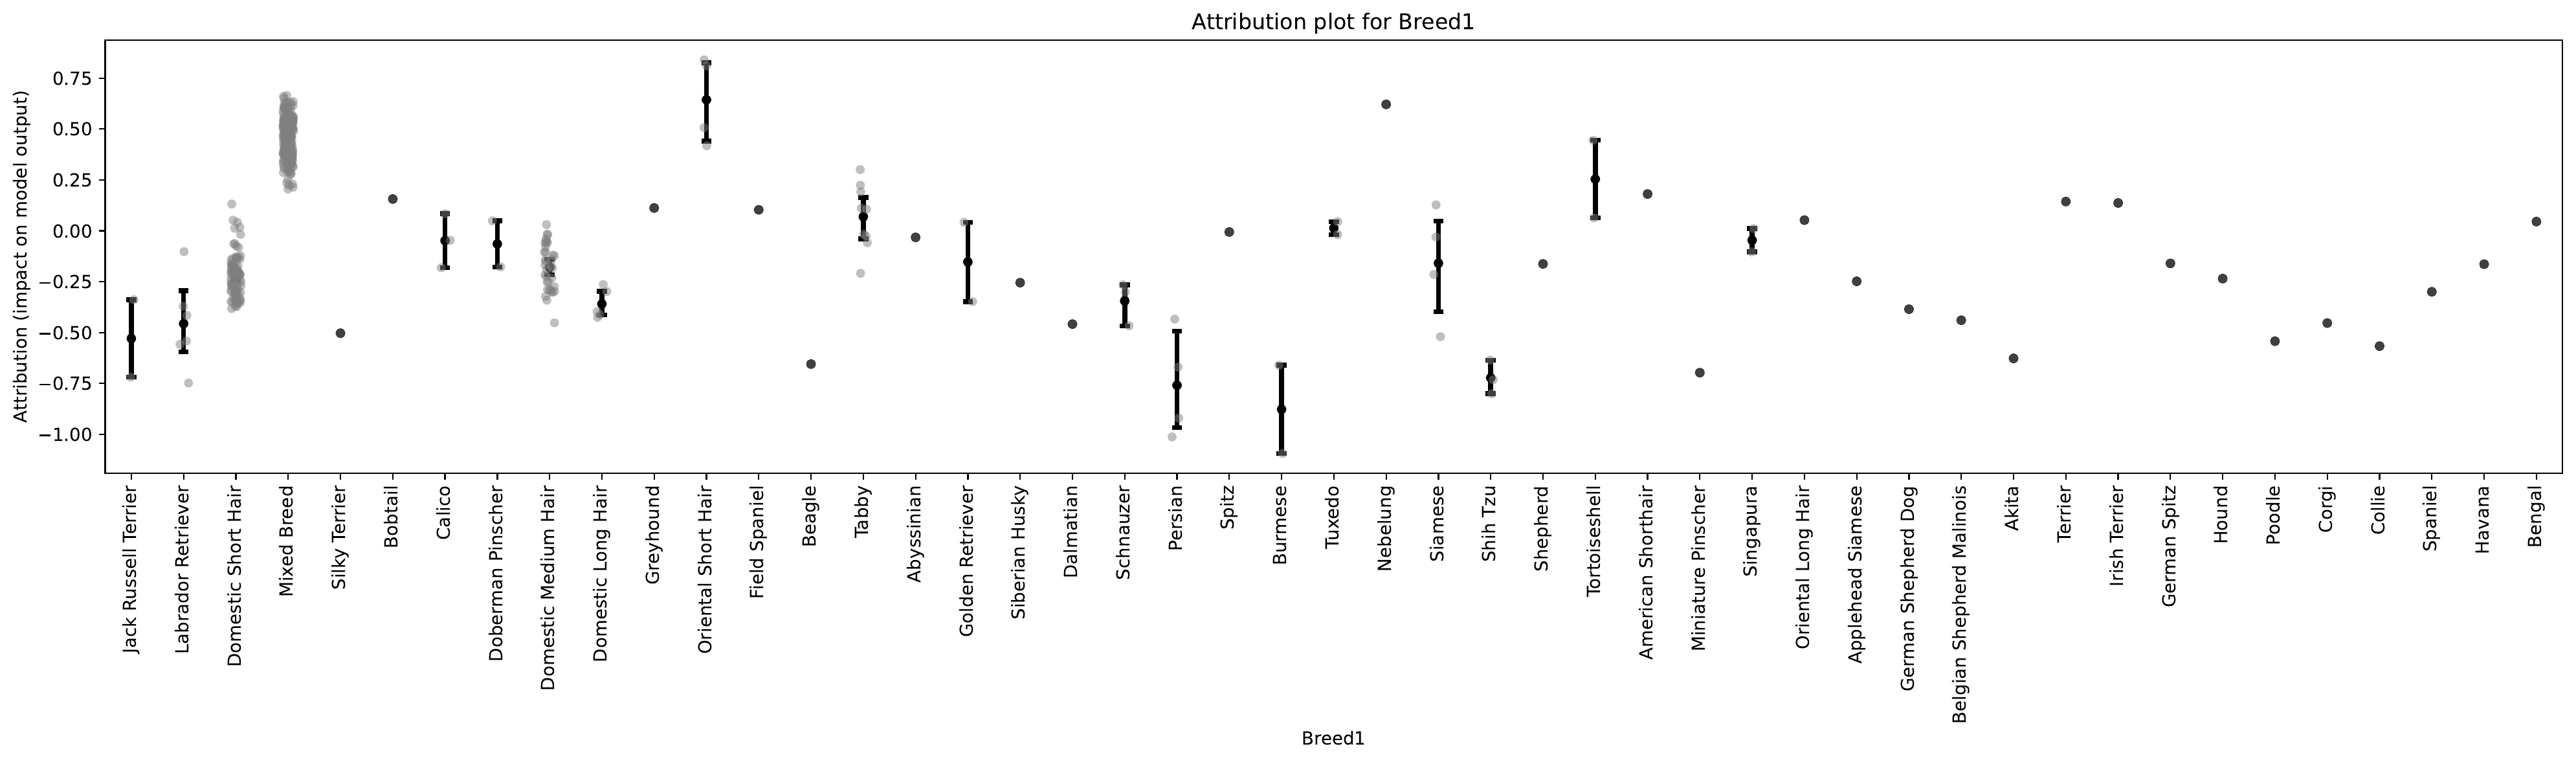 Attribution plot for Breed1
Attribution (impact on model output)
0.75
0.50
0.25
0.00
−0.25
−0.50
−0.75
−1.00
Jack Russell Terrier
Labrador Retriever
Domestic Short Hair
Mixed Breed
Silky Terrier
Bobtail
Calico
Doberman Pinscher
Domestic Medium Hair
Domestic Long Hair
Greyhound
Oriental Short Hair
Field Spaniel
Beagle
Tabby
Abyssinian
Golden Retriever
Siberian Husky
Dalmatian
Schnauzer
Persian
Spitz
Burmese
Tuxedo
Nebelung
Siamese
Shih Tzu
Shepherd
Tortoiseshell
American Shorthair
Miniature Pinscher
Singapura
Oriental Long Hair
Applehead Siamese
German Shepherd Dog
Belgian Shepherd Malinois
Akita
Terrier
Irish Terrier
German Spitz
Hound
Poodle
Corgi
Collie
Spaniel
Havana
Bengal
Breed1